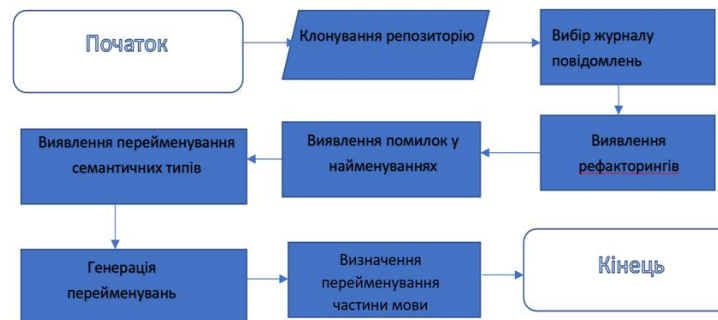 Початок
Клонування репозиторію
Вибір журналу
повідомлень
Виявлення
рефакторингів
Виявлення помилок у
найменуваннях
Виявлення перейменування
семантичних типів
Генерація
перейменувань
Визначення
перейменування
частини мови
Кінець